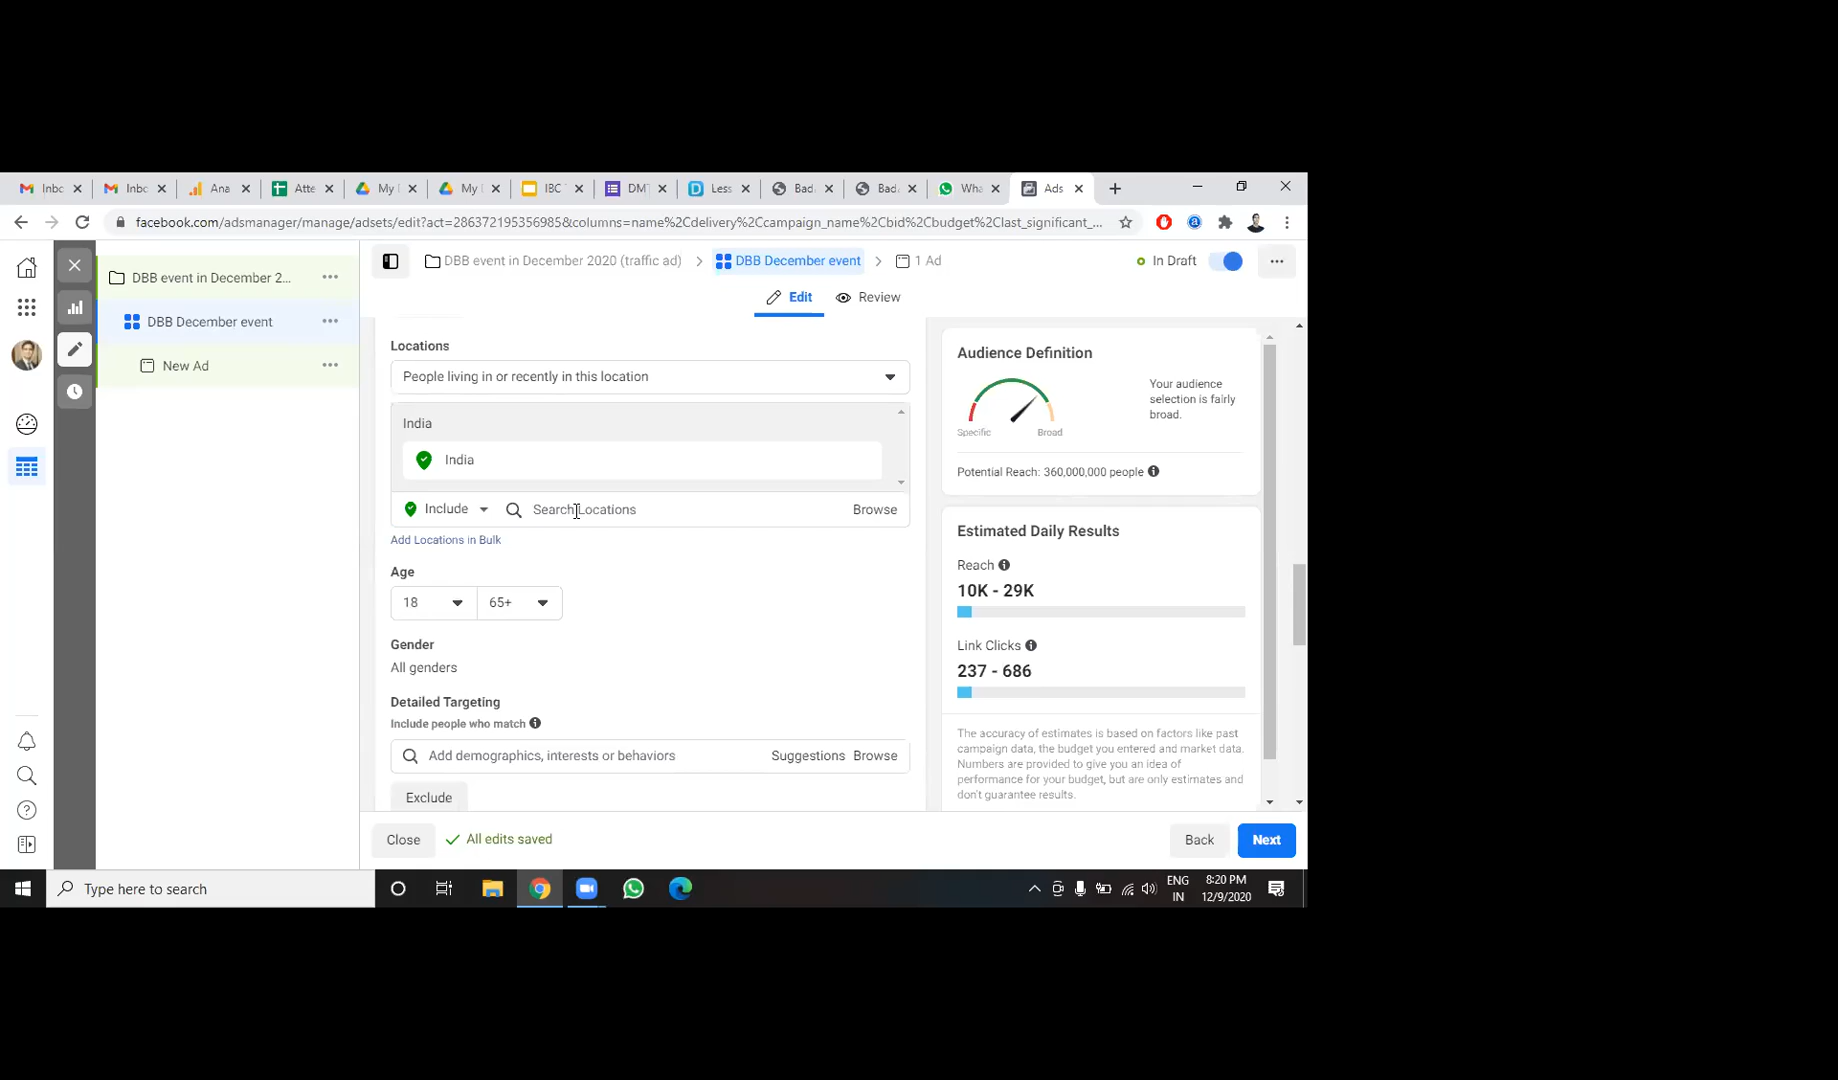 Inbc
Inbc
Ana
Atte
My
My
IBC
DM
Less
Bad
Bad
Wha
Ads
facebook.com/adsmanager/manage/adsets/edit?act=286372195356985&columns=name%2Cdelivery%2Ccampaign_name%2Cbid%2Cbudget%2Clast_significant_...
DBB event in December 2...
DBB December event
New Ad
DBB event in December 2020 (traffic ad)
DBB December event
1 Ad
In Draft
Edit
Review
Locations
People living in or recently in this location
India
India
Include
Search Locations
Browse
Add Locations in Bulk
Age
18
65+
Gender
All genders
Detailed Targeting
Include people who match
Add demographics, interests or behaviors
Suggestions
Browse
Exclude
Audience Definition
Your audience
selection is fairly
broad.
Specific
Broad
Potential Reach: 360,000,000 people
Estimated Daily Results
Reach
10K - 29K
Link Clicks
237 - 686
The accuracy of estimates is based on factors like past
campaign data, the budget you entered and market data.
Numbers are provided to give you an idea of
performance for your budget, but are only estimates and
don't guarantee results.
Close
All edits saved
Back
Next
Type here to search
ENG
IN
8:20 PM
12/9/2020